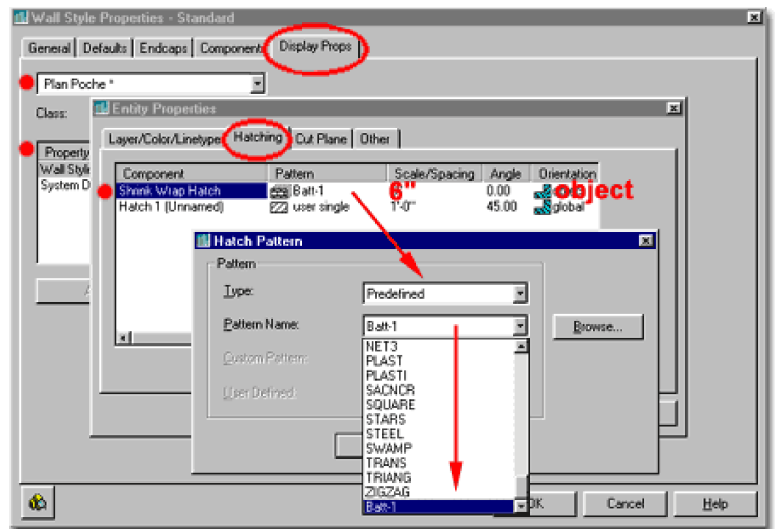 Wall Style Properties - Standard
General Defaults Endcaps Components Display Props
Plan Poche *
Class:
Entity Properties
Layer/Color/Linetype Hatching Cut Plane Other
Property
Wall Style
System D
Component Pattern Scale/Spacing Angle Orientation
Shrink Wrap Hatch Batt-1 6" 0.00 object
Hatch 1 (Unnamed) user single 1'-0" 45.00 global
Hatch Pattern
Pattern
Type: Predefined
Pattern Name: Batt-1 Browse...
Custom Pattern:
User Defined:
NET3
PLAST
PLASTI
SACNCR
SQUARE
STARS
STEEL
SWAMP
TRANS
TRIANG
ZIGZAG
Batt-1
OK Cancel Help